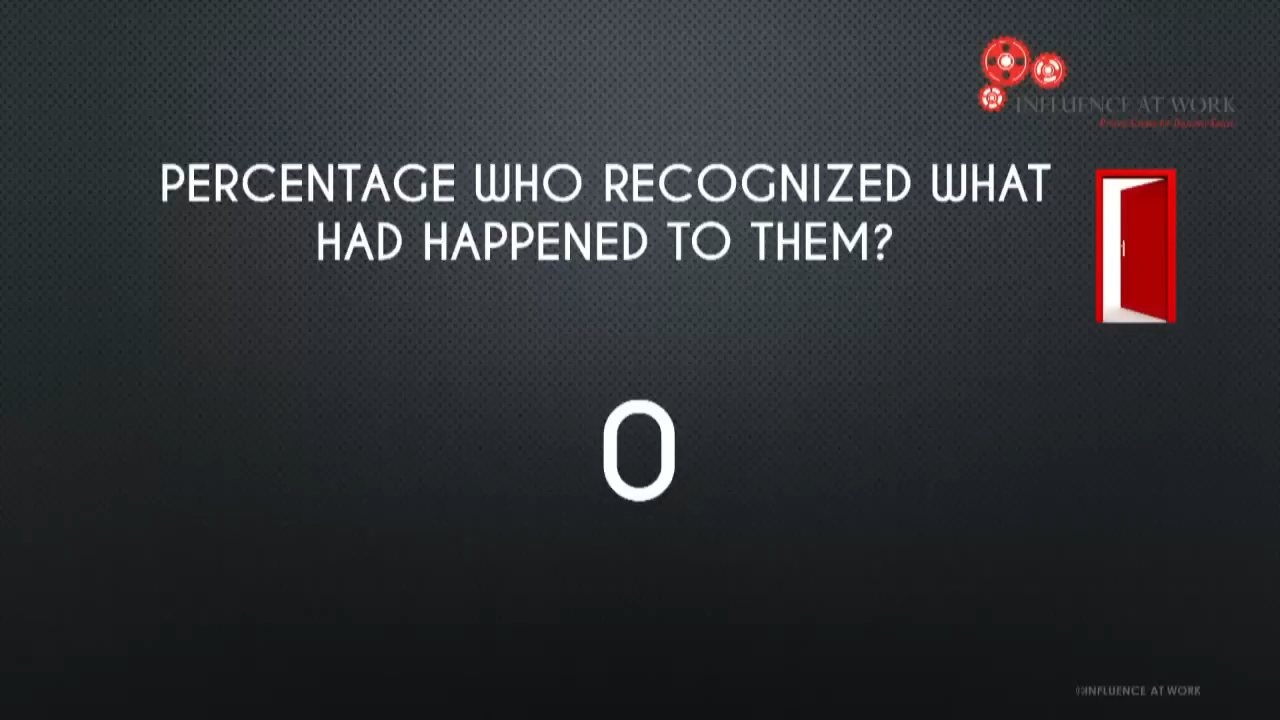 INFLUENCE AT WORK
PERCENTAGE WHO RECOGNIZED WHAT
HAD HAPPENED TO THEM?
0
©INFLUENCE AT WORK